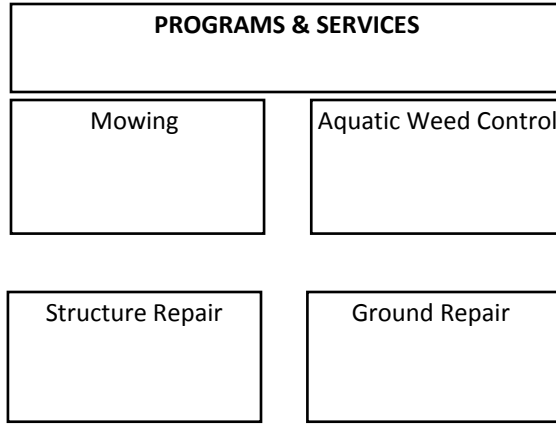 PROGRAMS & SERVICES
Mowing
Aquatic Weed Control
Structure Repair
Ground Repair